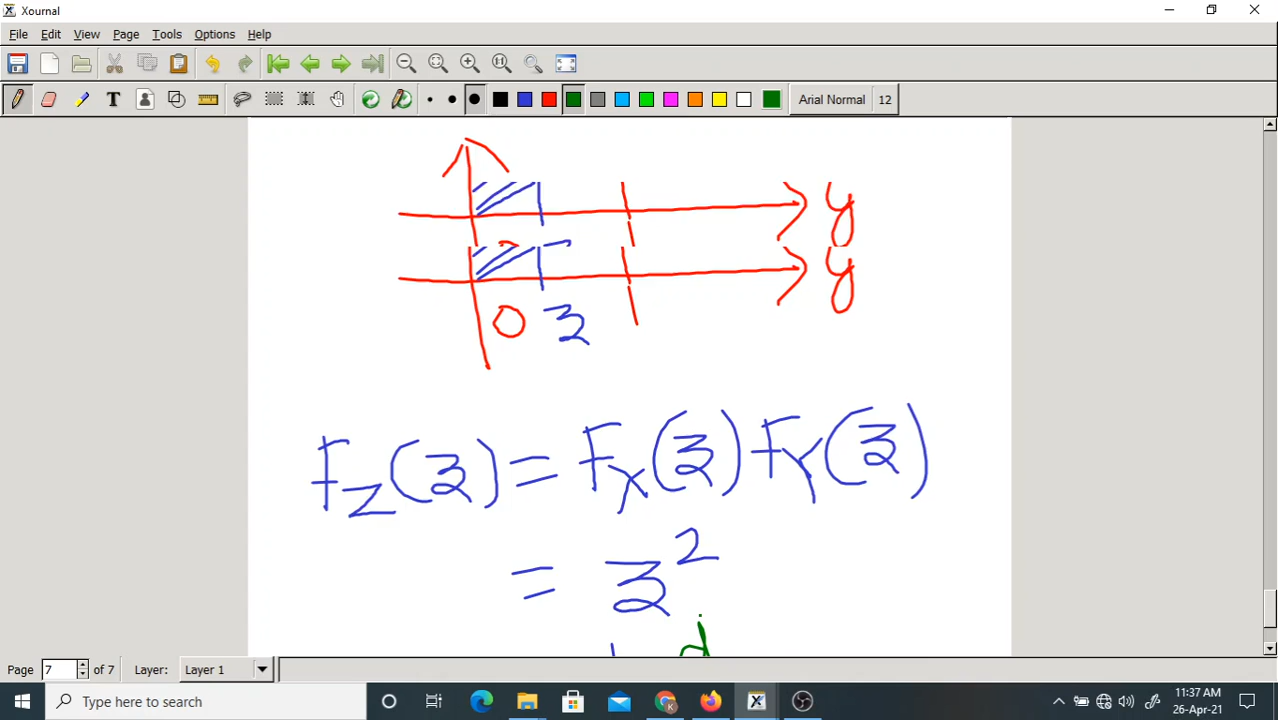 Xournal
File Edit View Page Tools Options Help
Arial Normal 12
y
y
0 z
F_Z(z) = F_X(z) F_Y(z)
= z^2
Page 7 of 7 Layer: Layer 1
Type here to search
11:37 AM
26-Apr-21